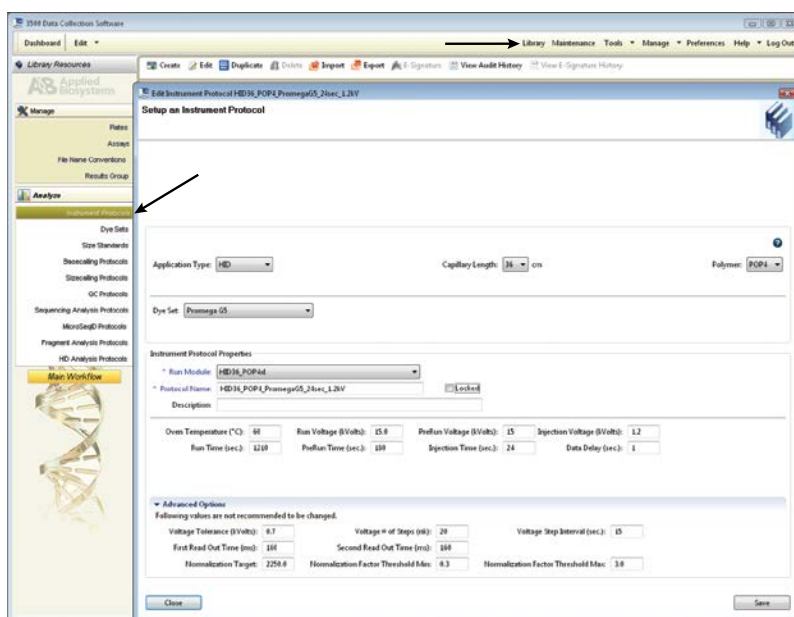 3500 Data Collection Software
Dashboard Edit Library Maintenance Tools Manage Preferences Help Log Out
Library Resources
Create Edit Duplicate Delete Import Export E-Signature View Audit History View E-Signature History
AB Applied Biosystems
Edit Instrument Protocol HID36_POP4_PromegaG5_24sec_1.2kV
Setup an Instrument Protocol
Manage
Plates
Assays
File Name Conventions
Results Group
Analyze
Instrument Protocols
Dye Sets
Size Standards
Basecalling Protocols
Sizecalling Protocols
QC Protocols
Sequencing Analysis Protocols
MicroSeqID Protocols
Fragment Analysis Protocols
HID Analysis Protocols
Main Workflow
Application Type: HID Capillary Length: 36 cm Polymer: POP4
Dye Set: Promega G5
Instrument Protocol Properties
* Run Module: HID36_POP4
* Protocol Name: HID36_POP4_PromegaG5_24sec_1.2kV Locked
Description:
Oven Temperature (°C): 60 Run Voltage (kVolts): 15.0 PreRun Voltage (kVolts): 15 Injection Voltage (kVolts): 1.2
Run Time (sec.): 1210 PreRun Time (sec.): 180 Injection Time (sec.): 24 Data Delay (sec.): 1
Advanced Options
Following values are not recommended to be changed.
Voltage Tolerance (kVolts): 0.7 Voltage # of Steps (nk): 20 Voltage Step Interval (sec.): 15
First Read Out Time (ms): 160 Second Read Out Time (ms): 160
Normalization Target: 2250.0 Normalization Factor Threshold Min: 0.3 Normalization Factor Threshold Max: 3.0
Close Save